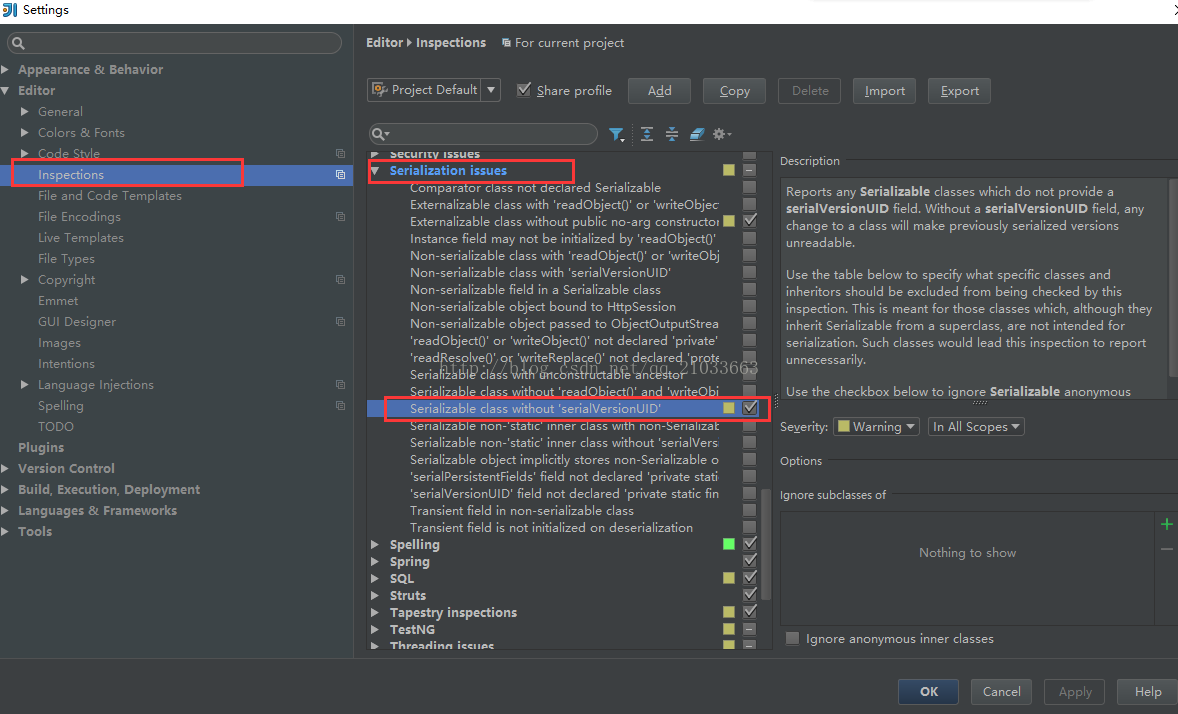 Settings
Appearance & Behavior
Editor
General
Colors & Fonts
Code Style
Inspections
File and Code Templates
File Encodings
Live Templates
File Types
Copyright
Emmet
GUI Designer
Images
Intentions
Language Injections
Spelling
TODO
Plugins
Version Control
Build, Execution, Deployment
Languages & Frameworks
Tools
Editor Inspections For current project
Project Default Share profile Add Copy Delete Import Export
Security issues
Serialization issues
Comparator class not declared Serializable
Externalizable class with 'readObject()' or 'writeObjec
Externalizable class without public no-arg constructor
Instance field may not be initialized by 'readObject()'
Non-serializable class with 'readObject()' or 'writeObj
Non-serializable class with 'serialVersionUID'
Non-serializable field in a Serializable class
Non-serializable object bound to HttpSession
Non-serializable object passed to ObjectOutputStrea
'readObject()' or 'writeObject()' not declared 'private'
'readResolve()' or 'writeReplace()' not declared 'prote
http://blog.csdn.net/qq_21033663
Serializable class with unconstructable ancestor
Serializable class without 'readObject()' and 'writeObj
Serializable class without 'serialVersionUID'
Serializable non-'static' inner class with non-Serializab
Serializable non-'static' inner class without 'serialVersi
Serializable object implicitly stores non-Serializable o
'serialPersistentFields' field not declared 'private stati
'serialVersionUID' field not declared 'private static fin
Transient field in non-serializable class
Transient field is not initialized on deserialization
Spelling
Spring
SQL
Struts
Tapestry inspections
TestNG
Threading issues
Description
Reports any Serializable classes which do not provide a
serialVersionUID field. Without a serialVersionUID field, any
change to a class will make previously serialized versions
unreadable.
Use the table below to specify what specific classes and
inheritors should be excluded from being checked by this
inspection. This is meant for those classes which, although they
inherit Serializable from a superclass, are not intended for
serialization. Such classes would lead this inspection to report
unnecessarily.
Use the checkbox below to ignore Serializable anonymous
Severity: Warning In All Scopes
Options
Ignore subclasses of
Nothing to show
Ignore anonymous inner classes
OK Cancel Apply Help